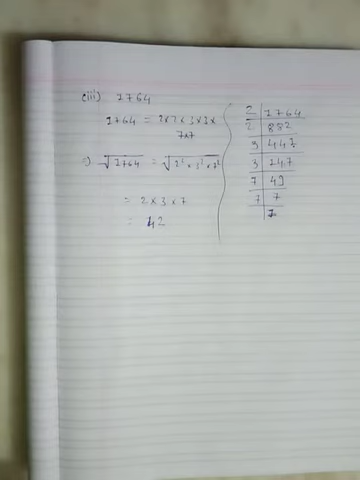 (iii) 1764
1764 = 2×2×3×3×
7×7
⇒ √1764 = √2² × 3² × 7²
= 2 × 3 × 7
= 42
2 | 1764
2 | 882
3 | 441
3 | 147
7 | 49
7 | 7
1